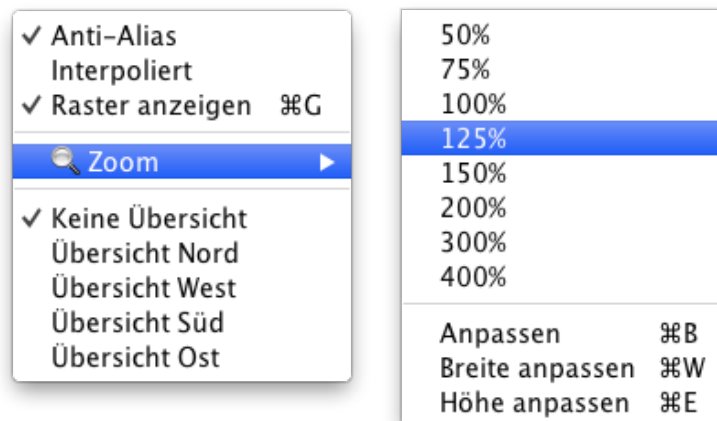 ✓ Anti-Alias
Interpoliert
✓ Raster anzeigen ⌘G
Zoom ▶
✓ Keine Übersicht
Übersicht Nord
Übersicht West
Übersicht Süd
Übersicht Ost
50%
75%
100%
125%
150%
200%
300%
400%
Anpassen ⌘B
Breite anpassen ⌘W
Höhe anpassen ⌘E